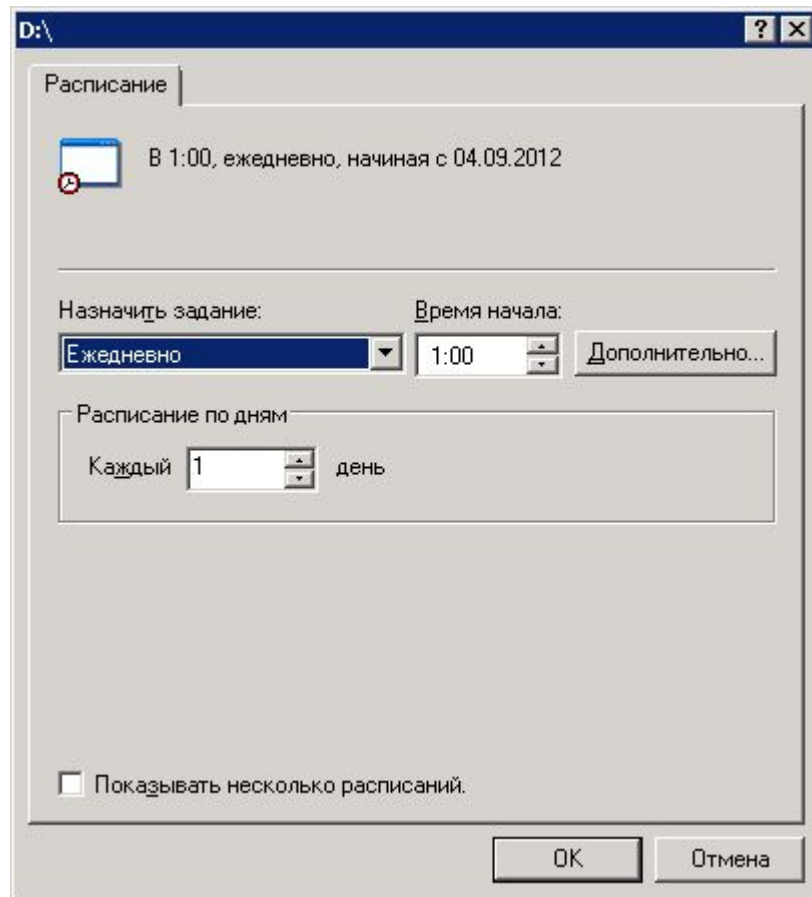 D:\
Расписание
В 1:00, ежедневно, начиная с 04.09.2012
Назначить задание: Время начала:
Ежедневно 1:00 Дополнительно...
Расписание по дням
Каждый 1 день
Показывать несколько расписаний.
OK Отмена